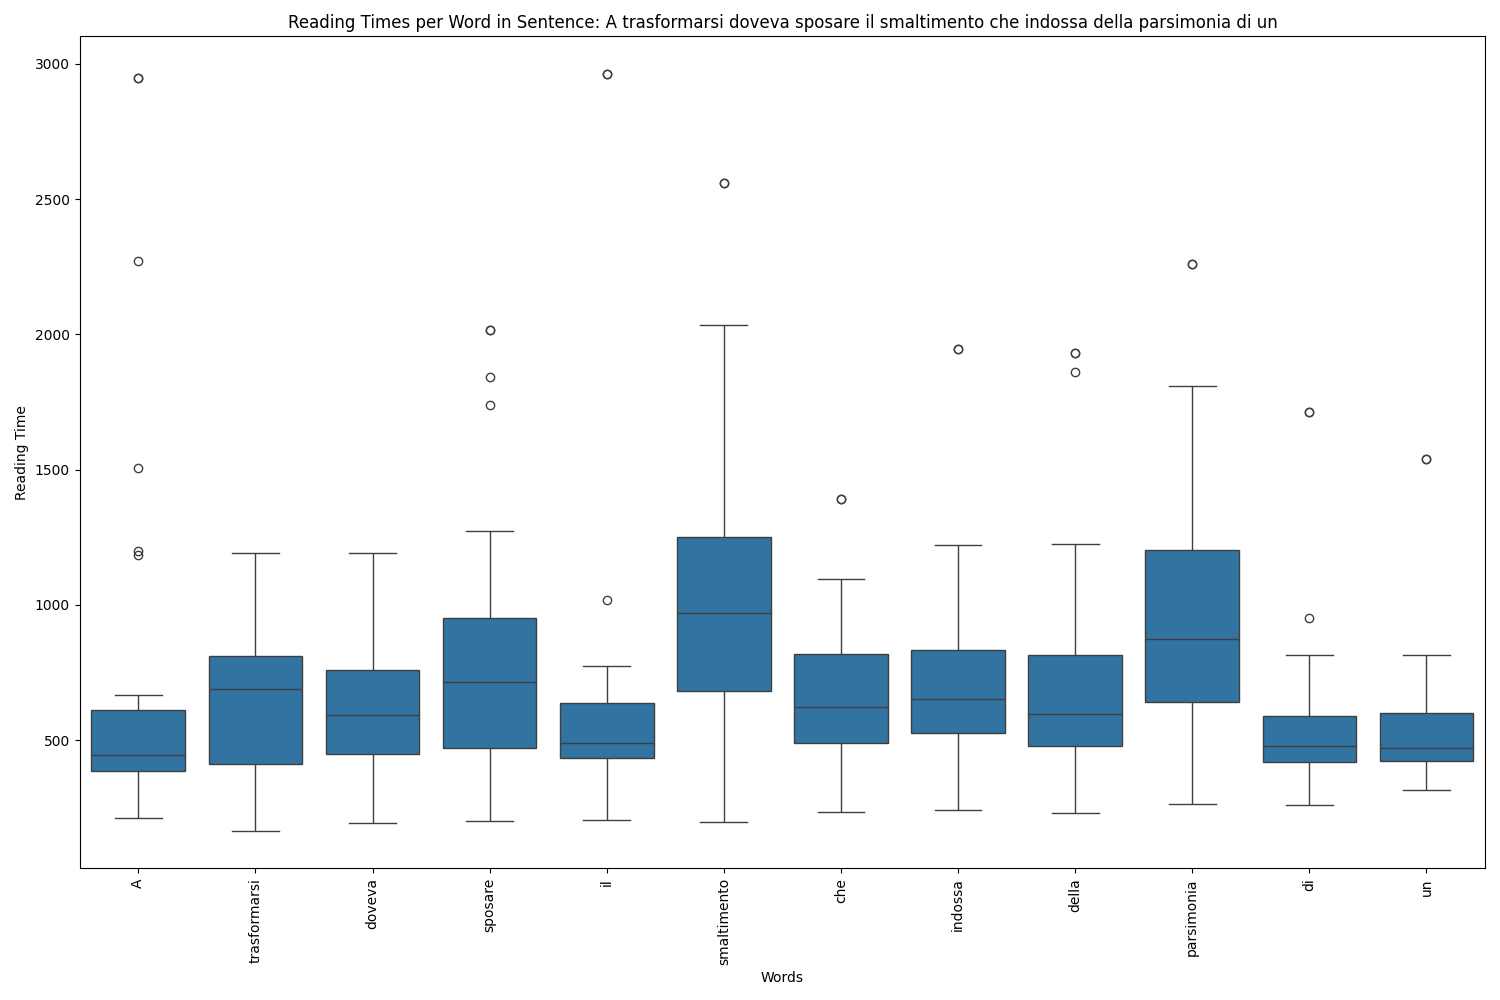 Reading Times per Word in Sentence: A trasformarsi doveva sposare il smaltimento che indossa della parsimonia di un
3000
2500
2000
1500
1000
500
Reading Time
A
trasformarsi
doveva
sposare
il
smaltimento
che
indossa
della
parsimonia
di
un
Words